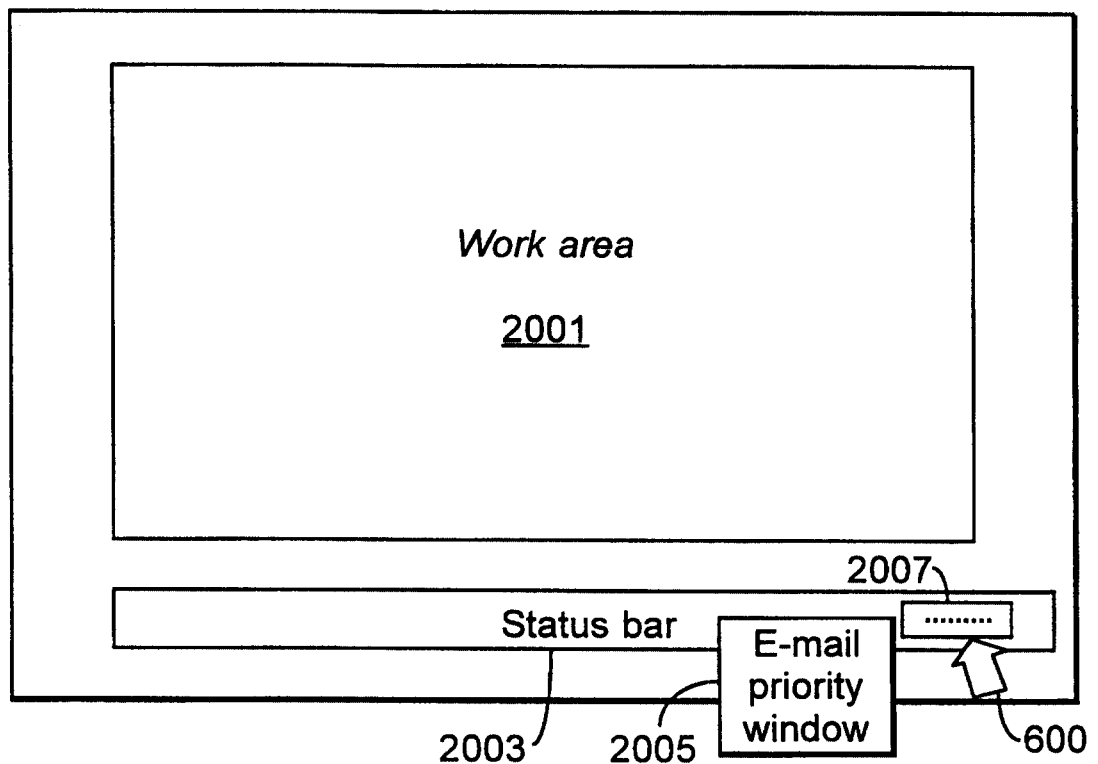 Work area
2001
2007
Status bar
.........
E-mail
priority
window
2003
2005
600